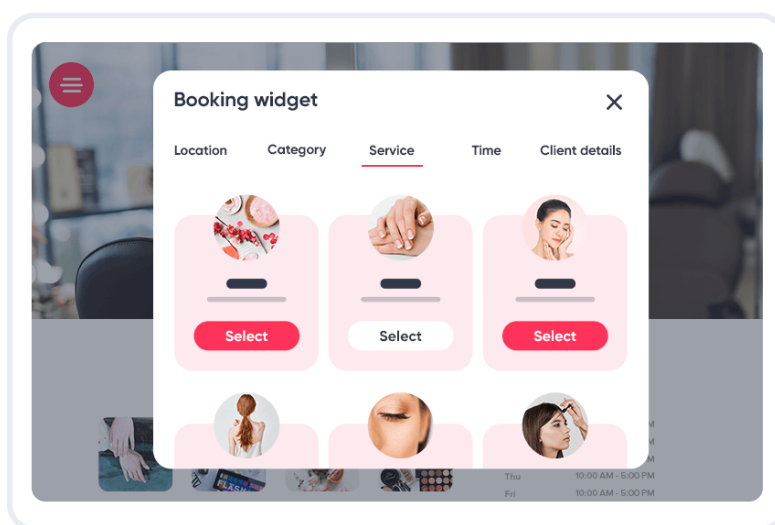 Booking widget
Location Category Service Time Client details
Select Select Select
M
M
M
Thu 10:00 AM - 5:00 PM
Fri 10:00 AM - 5:00 PM